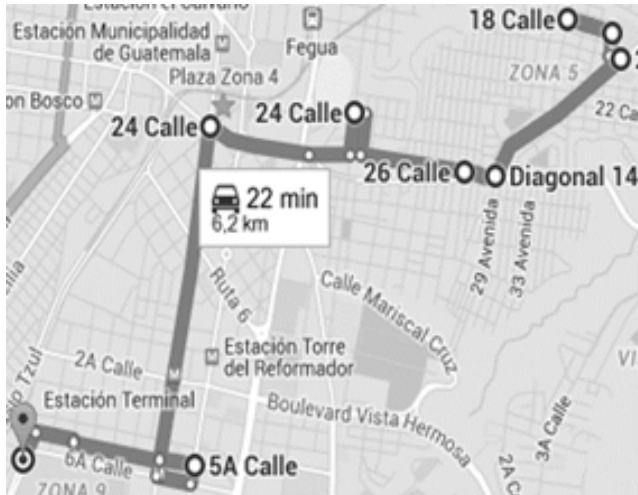 18 Calle
Estación Municipalidad
de Guatemala
Fegua
ZONA 5
Plaza Zona 4
on Bosco
24 Calle
24 Calle
22 Ca
26 Calle
Diagonal 14
22 min
6,2 km
29 Avenida
33 Avenida
Ruta 6
Calle Mariscal Cruz
Estación Torre
del Reformador
2A Calle
Estación Terminal
Boulevard Vista Hermosa
3A Calle
5A Calle
6A Calle
2A C
ZONA 9